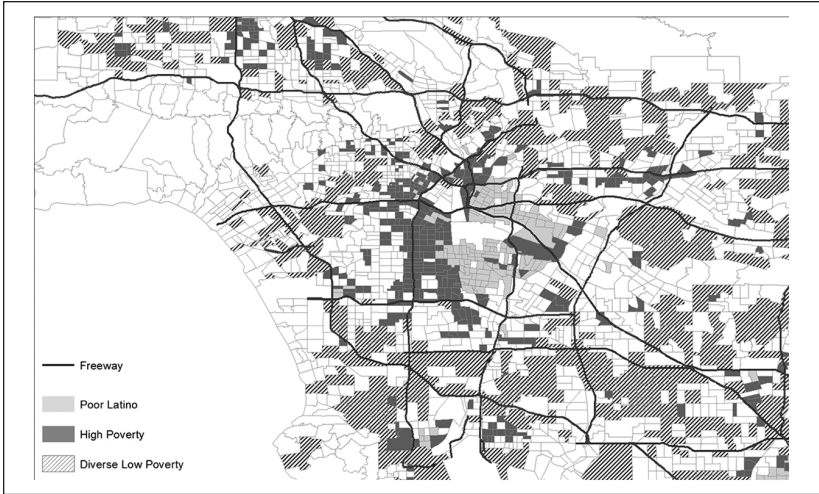 Freeway
Poor Latino
High Poverty
Diverse Low Poverty